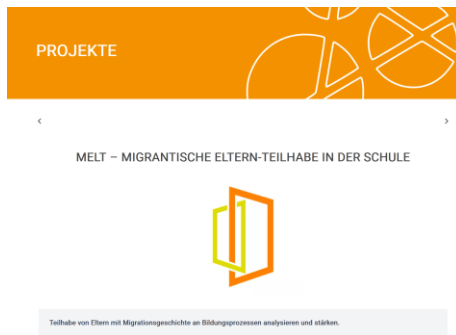 PROJEKTE
MELT – MIGRANTISCHE ELTERN-TEILHABE IN DER SCHULE
Teilhabe von Eltern mit Migrationsgeschichte an Bildungsprozessen analysieren und stärken.